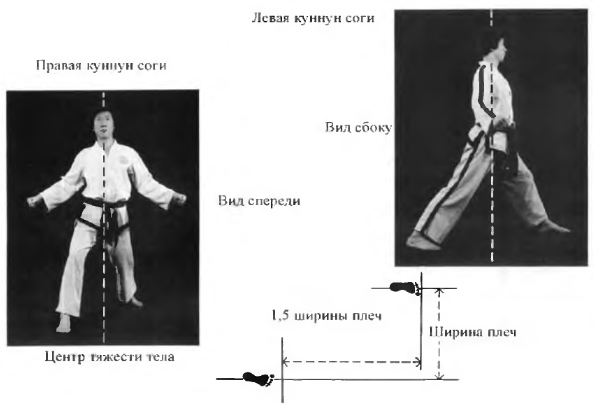 Левая куннун соги
Правая куннун соги
Вид сбоку
Вид спереди
1,5 ширины плеч
Ширина плеч
Центр тяжести тела